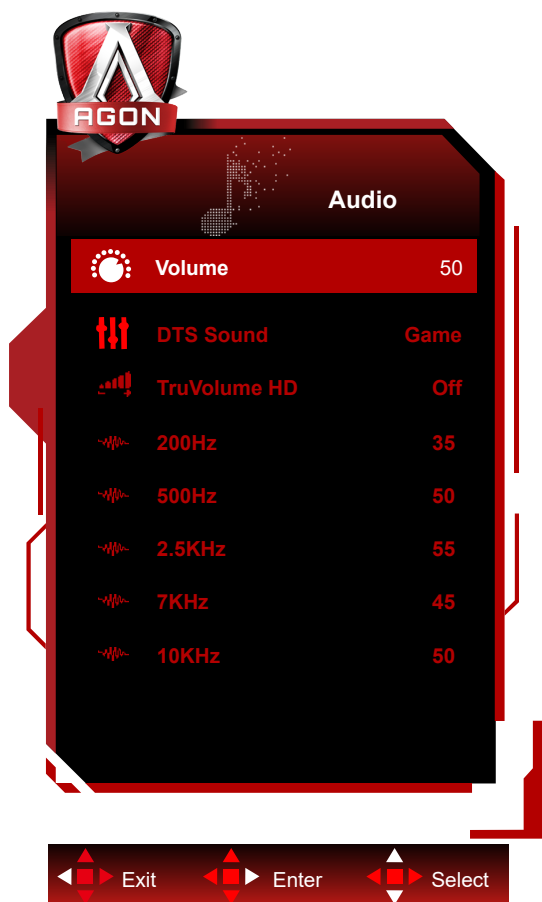 AGON
Audio
Volume 50
DTS Sound Game
TruVolume HD Off
200Hz 35
500Hz 50
2.5KHz 55
7KHz 45
10KHz 50
Exit Enter Select